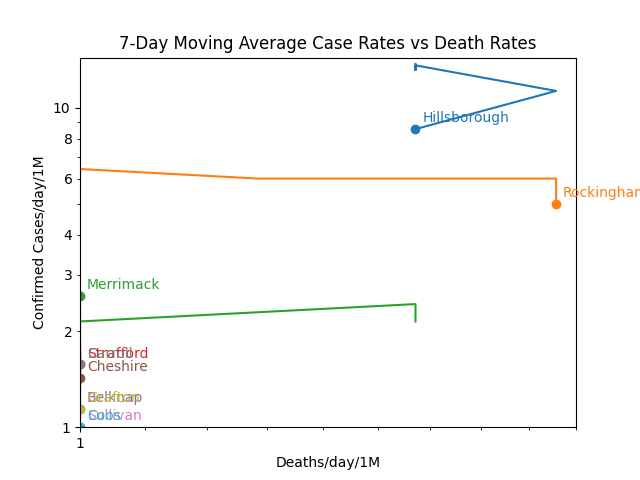 7-Day Moving Average Case Rates vs Death Rates
Confirmed Cases/day/1M
10
8
6
4
3
2
1
Hillsborough
Rockingham
Merrimack
Strafford
Cheshire
Belknap
Grafton
Sullivan
Coos
1
Deaths/day/1M